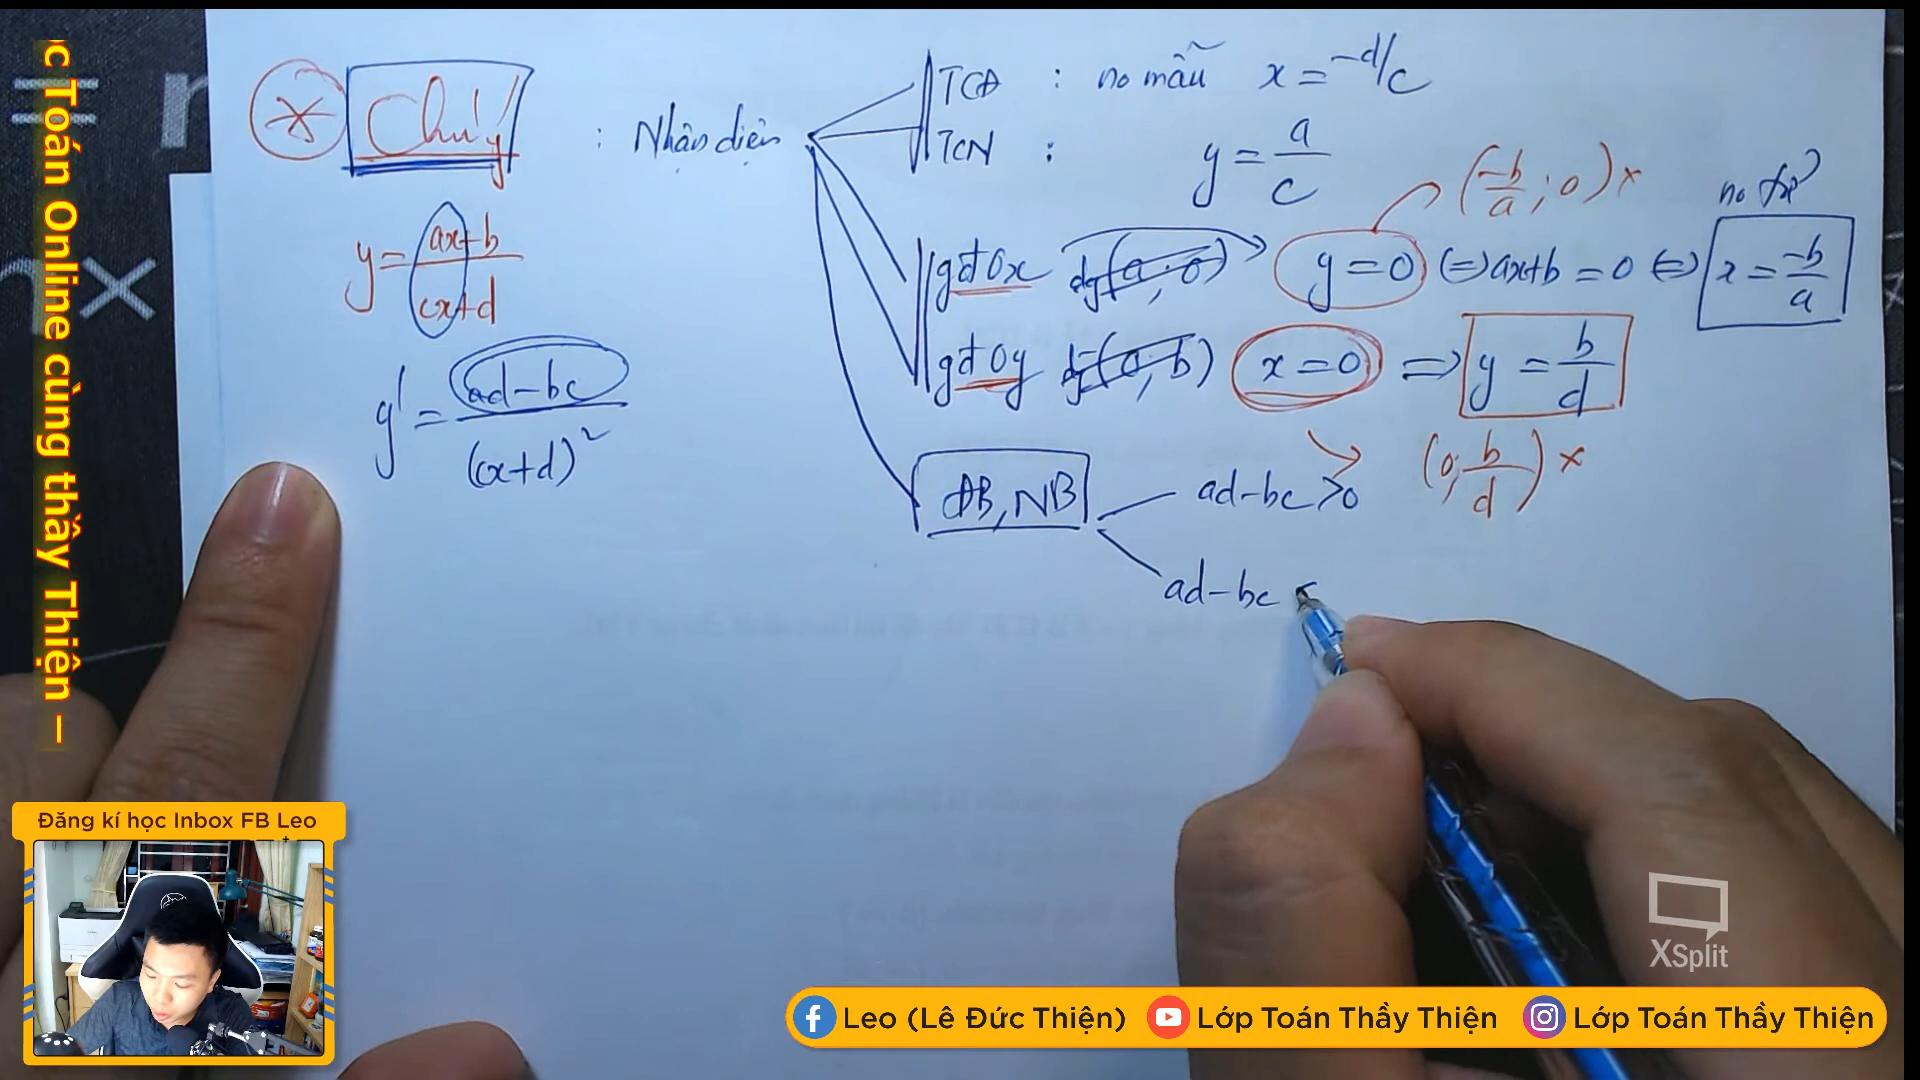 c Toán Online cùng thầy Thiện –
Chú ý : Nhận diện
TCĐ : no mẫu x = -d/c
TCN : y = a/c
y = ax+b / cx+d
y' = ad-bc / (cx+d)²
gđ Ox (a, 0) y=0 ⇔ ax+b=0 ⇔ x = -b/a
(-b/a ; 0) x
no
gđ Oy (0, b) x=0 ⇒ y = b/d
(0; b/d) x
ĐB, NB
ad-bc >0
ad-bc
Đăng kí học Inbox FB Leo
XSplit
Leo (Lê Đức Thiện) Lớp Toán Thầy Thiện Lớp Toán Thầy Thiện